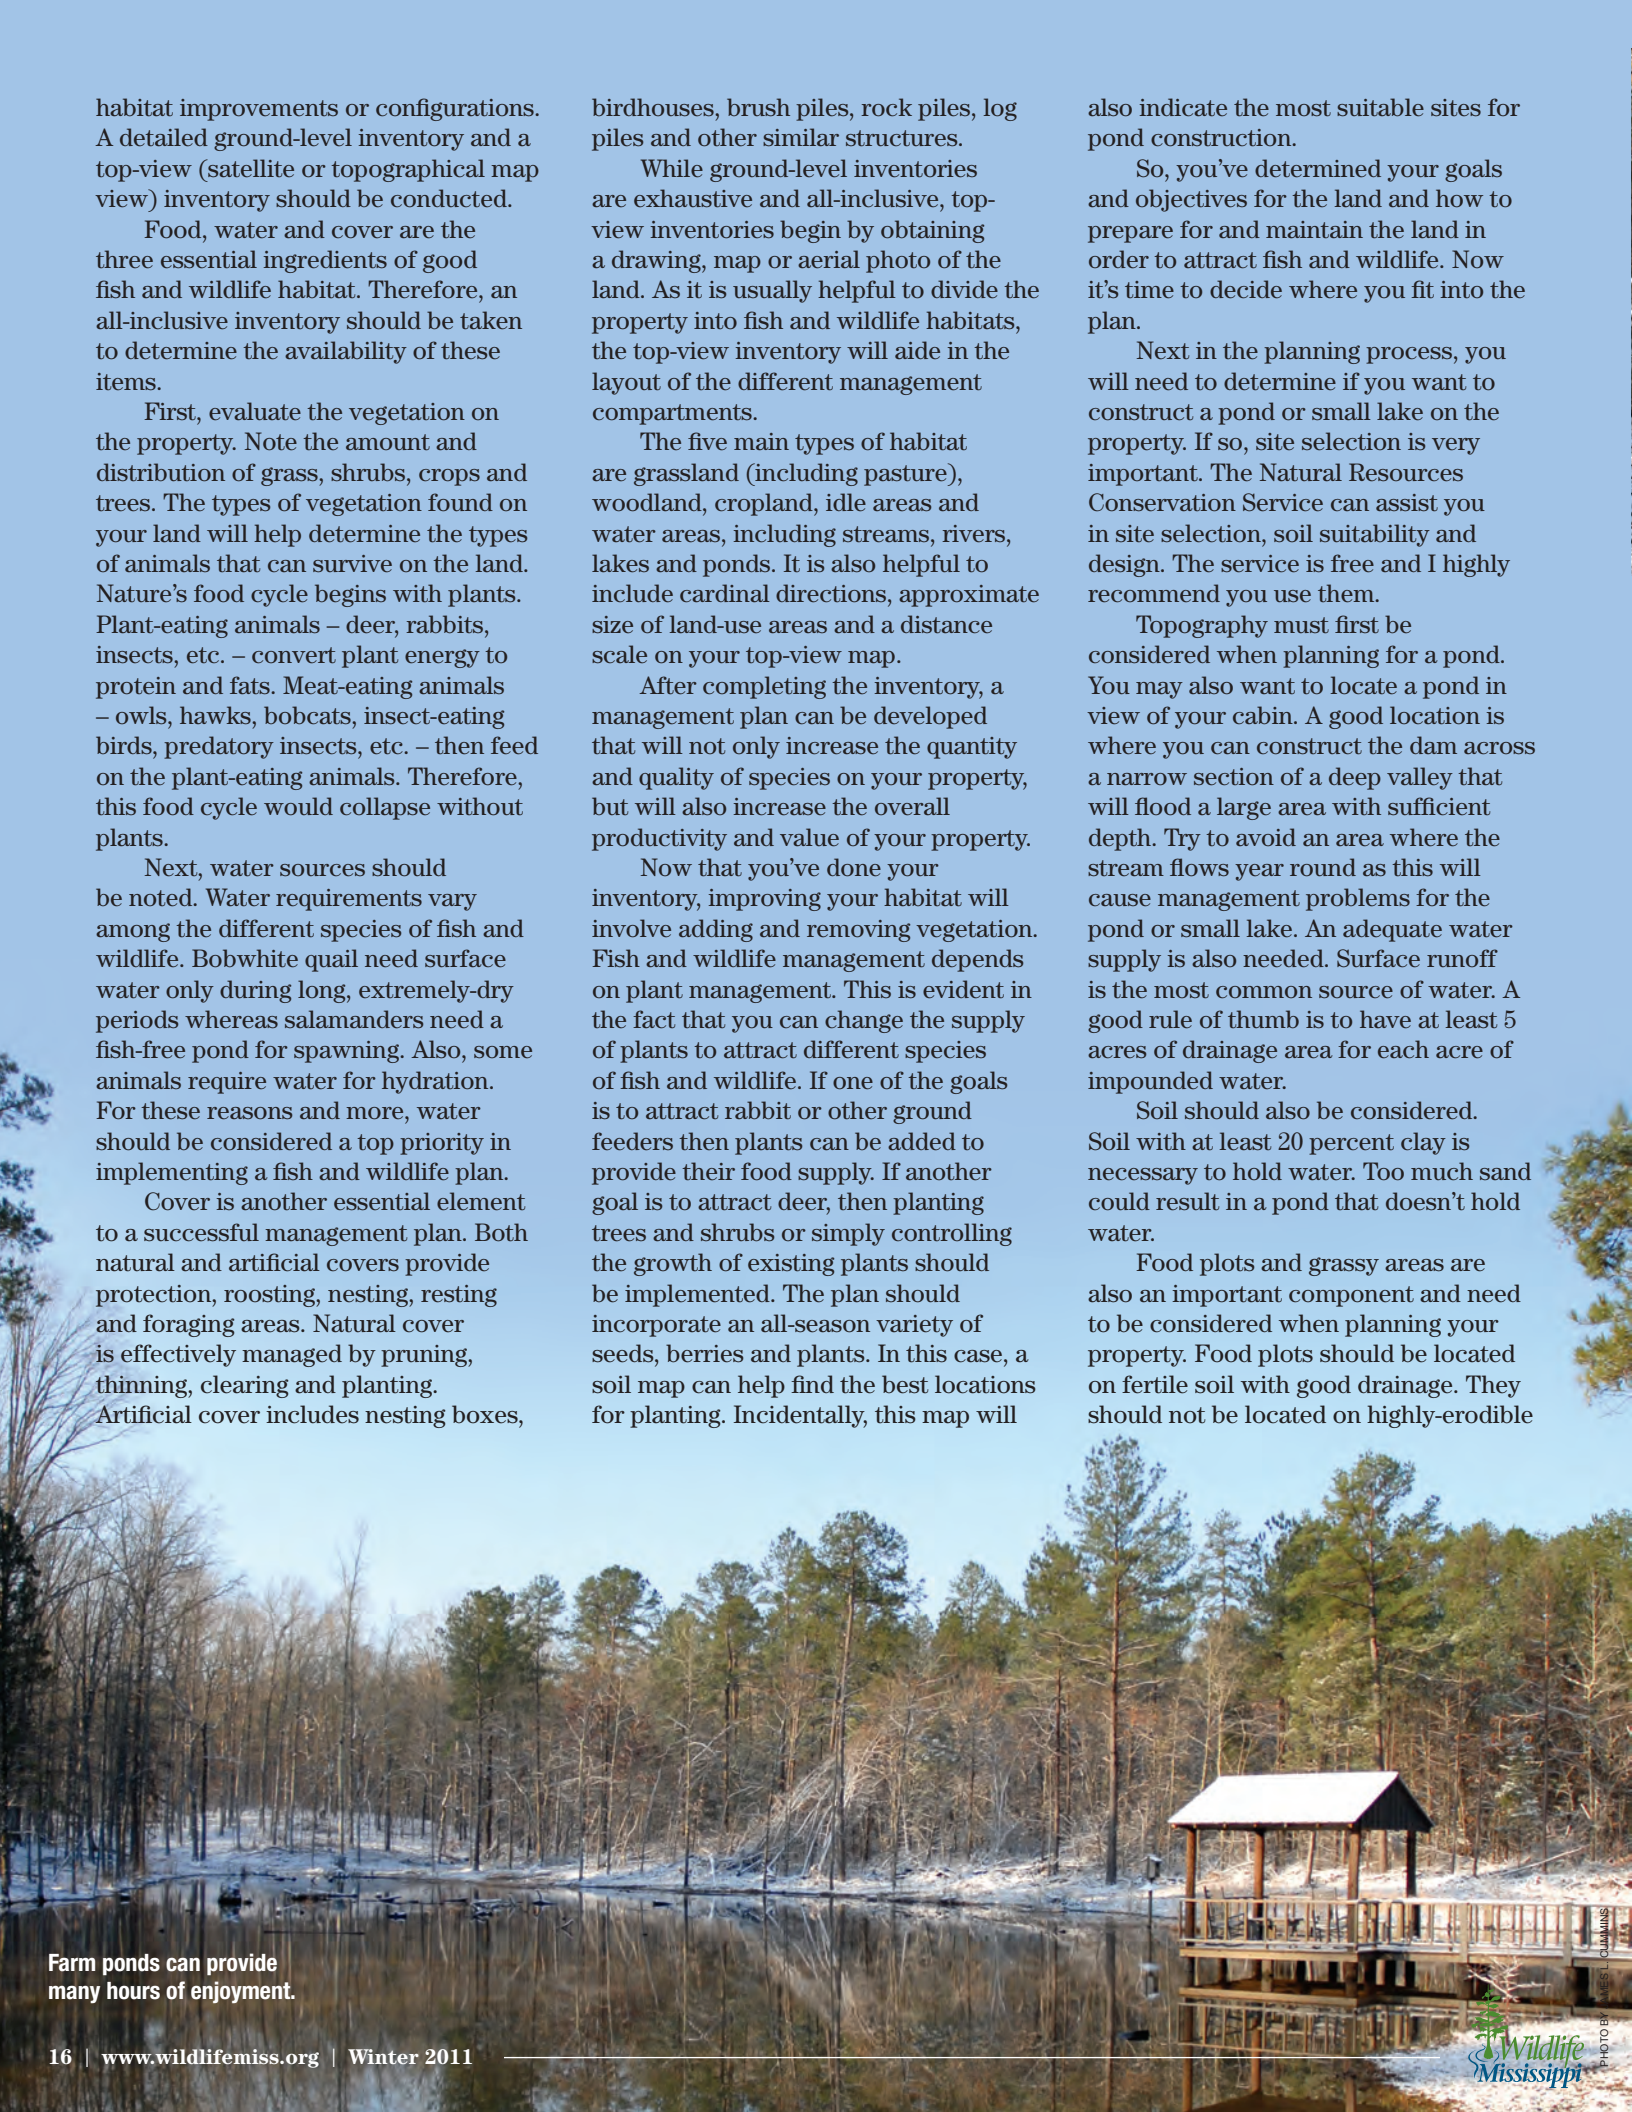 habitat improvements or configurations.
A detailed ground-level inventory and a
top-view (satellite or topographical map
view) inventory should be conducted.
Food, water and cover are the
three essential ingredients of good
fish and wildlife habitat. Therefore, an
all-inclusive inventory should be taken
to determine the availability of these
items.
First, evaluate the vegetation on
the property. Note the amount and
distribution of grass, shrubs, crops and
trees. The types of vegetation found on
your land will help determine the types
of animals that can survive on the land.
Nature's food cycle begins with plants.
Plant-eating animals – deer, rabbits,
insects, etc. – convert plant energy to
protein and fats. Meat-eating animals
– owls, hawks, bobcats, insect-eating
birds, predatory insects, etc. – then feed
on the plant-eating animals. Therefore,
this food cycle would collapse without
plants.
Next, water sources should
be noted. Water requirements vary
among the different species of fish and
wildlife. Bobwhite quail need surface
water only during long, extremely-dry
periods whereas salamanders need a
fish-free pond for spawning. Also, some
animals require water for hydration.
For these reasons and more, water
should be considered a top priority in
implementing a fish and wildlife plan.
Cover is another essential element
to a successful management plan. Both
natural and artificial covers provide
protection, roosting, nesting, resting
and foraging areas. Natural cover
is effectively managed by pruning,
thinning, clearing and planting.
Artificial cover includes nesting boxes,
birdhouses, brush piles, rock piles, log
piles and other similar structures.
While ground-level inventories
are exhaustive and all-inclusive, top-
view inventories begin by obtaining
a drawing, map or aerial photo of the
land. As it is usually helpful to divide the
property into fish and wildlife habitats,
the top-view inventory will aide in the
layout of the different management
compartments.
The five main types of habitat
are grassland (including pasture),
woodland, cropland, idle areas and
water areas, including streams, rivers,
lakes and ponds. It is also helpful to
include cardinal directions, approximate
size of land-use areas and a distance
scale on your top-view map.
After completing the inventory, a
management plan can be developed
that will not only increase the quantity
and quality of species on your property,
but will also increase the overall
productivity and value of your property.
Now that you've done your
inventory, improving your habitat will
involve adding and removing vegetation.
Fish and wildlife management depends
on plant management. This is evident in
the fact that you can change the supply
of plants to attract different species
of fish and wildlife. If one of the goals
is to attract rabbit or other ground
feeders then plants can be added to
provide their food supply. If another
goal is to attract deer, then planting
trees and shrubs or simply controlling
the growth of existing plants should
be implemented. The plan should
incorporate an all-season variety of
seeds, berries and plants. In this case, a
soil map can help find the best locations
for planting. Incidentally, this map will
also indicate the most suitable sites for
pond construction.
So, you've determined your goals
and objectives for the land and how to
prepare for and maintain the land in
order to attract fish and wildlife. Now
it's time to decide where you fit into the
plan.
Next in the planning process, you
will need to determine if you want to
construct a pond or small lake on the
property. If so, site selection is very
important. The Natural Resources
Conservation Service can assist you
in site selection, soil suitability and
design. The service is free and I highly
recommend you use them.
Topography must first be
considered when planning for a pond.
You may also want to locate a pond in
view of your cabin. A good location is
where you can construct the dam across
a narrow section of a deep valley that
will flood a large area with sufficient
depth. Try to avoid an area where the
stream flows year round as this will
cause management problems for the
pond or small lake. An adequate water
supply is also needed. Surface runoff
is the most common source of water. A
good rule of thumb is to have at least 5
acres of drainage area for each acre of
impounded water.
Soil should also be considered.
Soil with at least 20 percent clay is
necessary to hold water. Too much sand
could result in a pond that doesn't hold
water.
Food plots and grassy areas are
also an important component and need
to be considered when planning your
property. Food plots should be located
on fertile soil with good drainage. They
should not be located on highly-erodible
Farm ponds can provide
many hours of enjoyment.
16 | www.wildlifemiss.org | Winter 2011
Wildlife
Mississippi
PHOTO BY JAMES L. CUMMINS